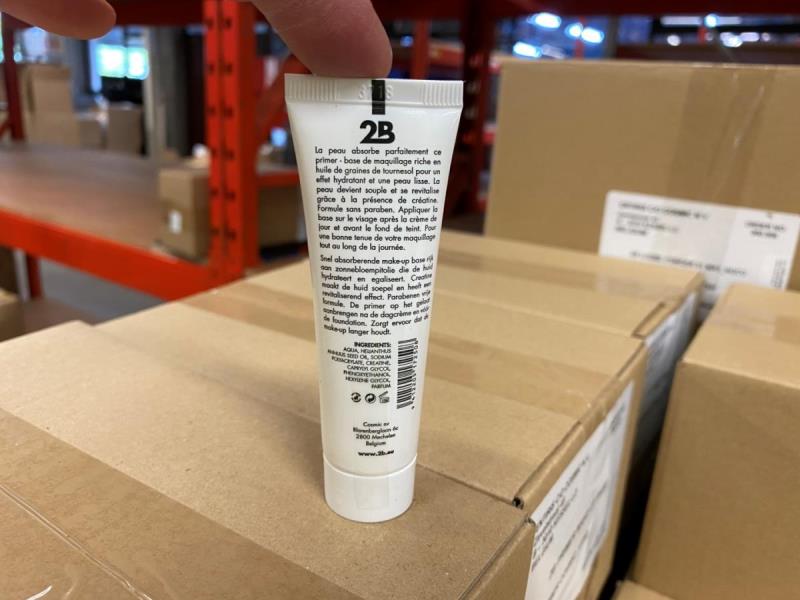 2B
La peau absorbe parfaitement ce
primer - base de maquillage riche en
huile de graines de tournesol pour un
effet hydratant et une peau lisse. La
peau devient souple et se revitalise
grâce à la présence de créatine.
Formule sans paraben. Appliquer la
base sur le visage après la crème de
jour et avant le fond de teint. Pour
une bonne tenue de votre maquillage
tout au long de la journée.
Snel absorberende make-up base rijk
aan zonnebloempitolie die de huid
hydrateert en egaliseert. Creatine
maakt de huid soepel en heeft een
revitaliserend effect. Parabenen vrije
formule. De primer op het gelaat
aanbrengen na de dagcrème en vóór
de foundation. Zorgt ervoor dat de
make-up langer houdt.
INGREDIENTS:
AQUA, HELIANTHUS
ANNUUS SEED OIL, SODIUM
POLYACRYLATE, CREATINE,
CAPRYLYL GLYCOL,
PHENOXYETHANOL,
HEXYLENE GLYCOL,
PARFUM
Cosmic nv
Blarenberglaan 6c
2800 Mechelen
Belgium
www.2b.eu